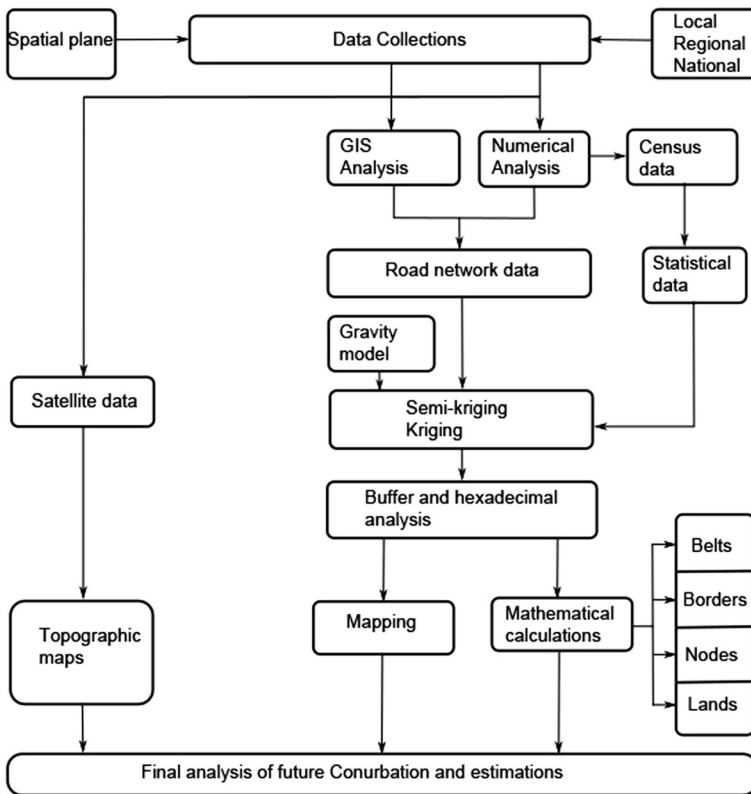 Spatial plane
Data Collections
Local
Regional
National
GIS
Analysis
Numerical
Analysis
Census
data
Road network data
Statistical
data
Gravity
model
Satellite data
Semi-kriging
Kriging
Buffer and hexadecimal
analysis
Belts
Borders
Nodes
Lands
Topographic
maps
Mapping
Mathematical
calculations
Final analysis of future Conurbation and estimations